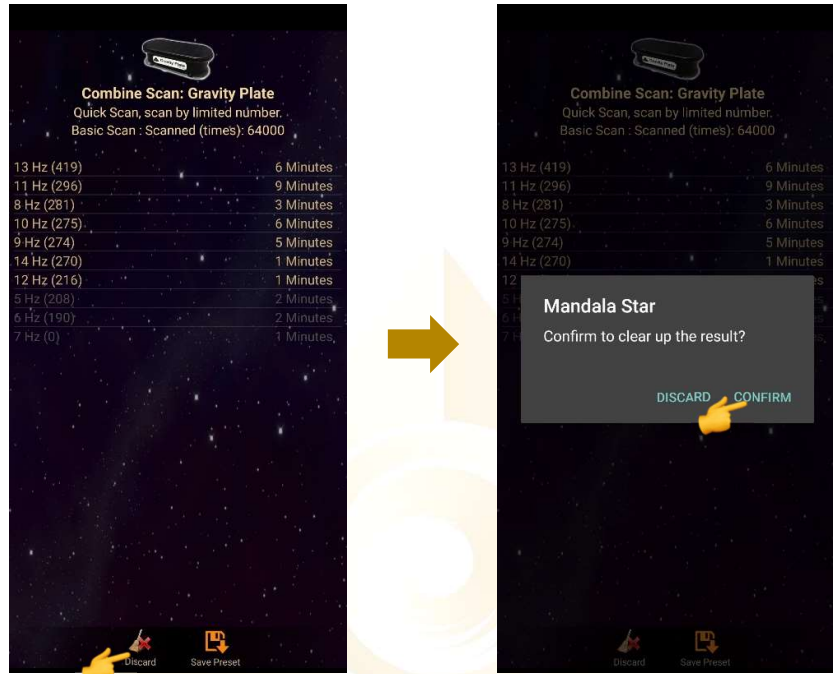 Gravity Plate
Combine Scan: Gravity Plate
Quick Scan, scan by limited number.
Basic Scan : Scanned (times): 64000
13 Hz (419) 6 Minutes
11 Hz (296) 9 Minutes
8 Hz (281) 3 Minutes
10 Hz (275) 6 Minutes
9 Hz (274) 5 Minutes
14 Hz (270) 1 Minutes
12 Hz (216) 1 Minutes
5 Hz (208) 2 Minutes
6 Hz (190) 2 Minutes
7 Hz (0) 1 Minutes
Discard Save Preset
Gravity Plate
Combine Scan: Gravity Plate
Quick Scan, scan by limited number.
Basic Scan : Scanned (times): 64000
13 Hz (419) 6 Minutes
11 Hz (296) 9 Minutes
8 Hz (281) 3 Minutes
10 Hz (275) 6 Minutes
9 Hz (274) 5 Minutes
14 Hz (270) 1 Minutes
12
Mandala Star
Confirm to clear up the result?
DISCARD CONFIRM
Discard Save Preset